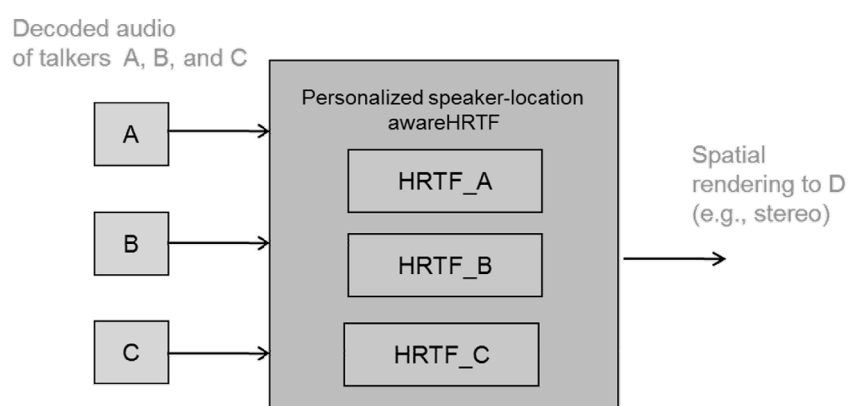 Decoded audio
of talkers A, B, and C
Personalized speaker-location
awareHRTF
A
HRTF_A
Spatial
rendering to D
(e.g., stereo)
B
HRTF_B
C
HRTF_C